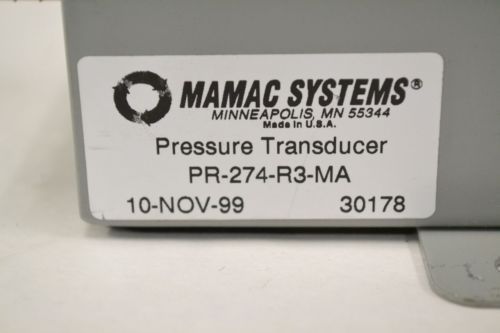 MAMAC SYSTEMS®
MINNEAPOLIS, MN 55344
Made in U.S.A.
Pressure Transducer
PR-274-R3-MA
10-NOV-99 30178